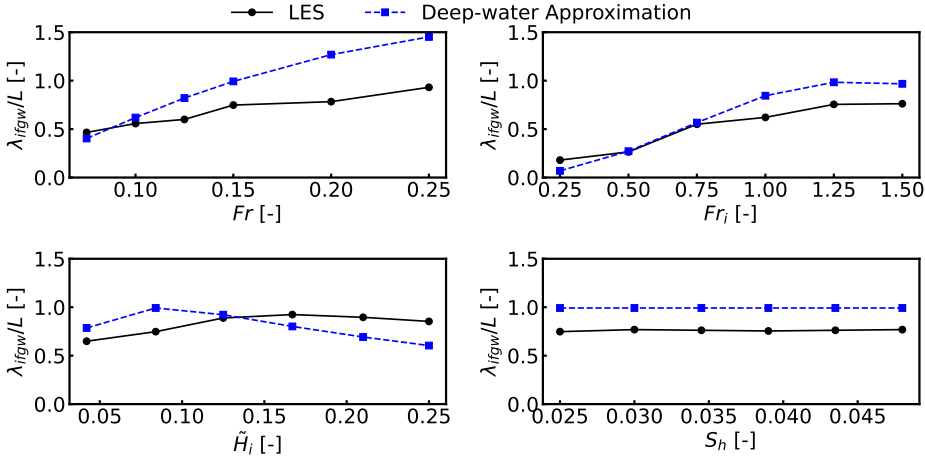 LES Deep-water Approximation
1.5
1.0
0.5
0.0
λ_ifgw/L [-]
0.10 0.15 0.20 0.25
Fr [-]
1.5
1.0
0.5
0.0
λ_ifgw/L [-]
0.25 0.50 0.75 1.00 1.25 1.50
Fr_i [-]
1.5
1.0
0.5
0.0
λ_ifgw/L [-]
0.05 0.10 0.15 0.20 0.25
H̃_i [-]
1.5
1.0
0.5
0.0
λ_ifgw/L [-]
0.025 0.030 0.035 0.040 0.045
S_h [-]